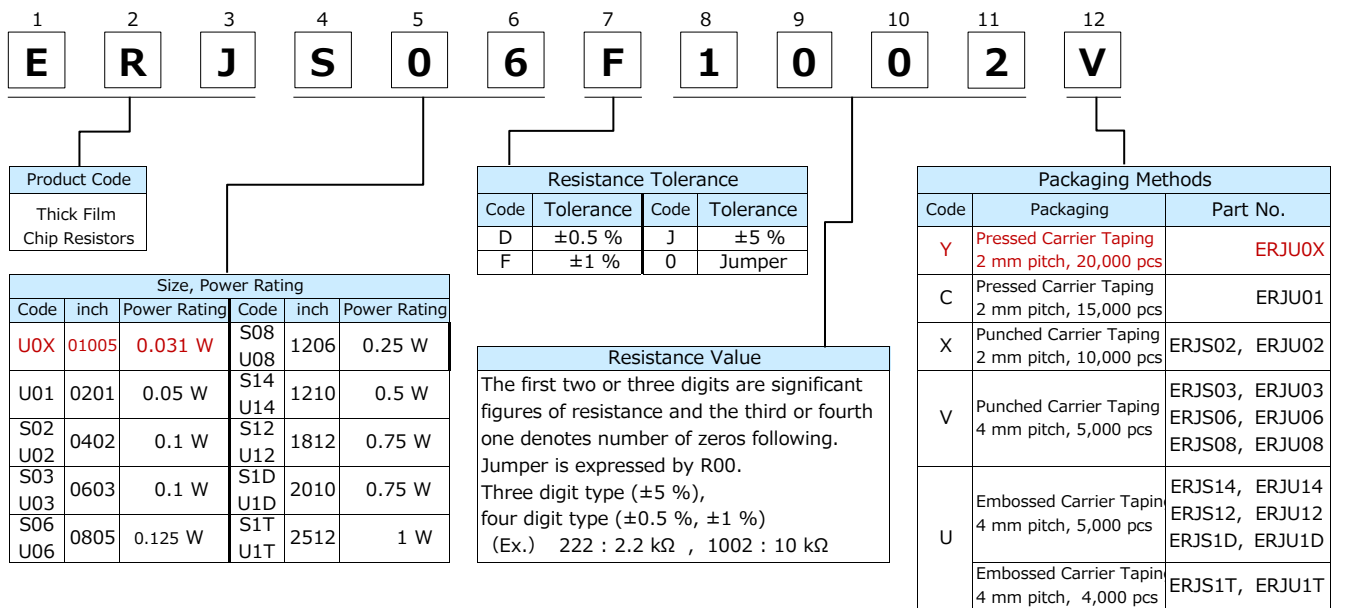 1 2 3 4 5 6 7 8 9 10 11 12
E R J S 0 6 F 1 0 0 2 V
Product Code
Thick Film
Chip Resistors
Size, Power Rating
Code inch Power Rating Code inch Power Rating
U0X 01005 0.031 W S08 U08 1206 0.25 W
U01 0201 0.05 W S14 U14 1210 0.5 W
S02 U02 0402 0.1 W S12 U12 1812 0.75 W
S03 U03 0603 0.1 W S1D U1D 2010 0.75 W
S06 U06 0805 0.125 W S1T U1T 2512 1 W
Resistance Tolerance
Code Tolerance Code Tolerance
D ±0.5 % J ±5 %
F ±1 % 0 Jumper
Resistance Value
The first two or three digits are significant
figures of resistance and the third or fourth
one denotes number of zeros following.
Jumper is expressed by R00.
Three digit type (±5 %),
four digit type (±0.5 %, ±1 %)
(Ex.) 222 : 2.2 kΩ , 1002 : 10 kΩ
Packaging Methods
Code Packaging Part No.
Y Pressed Carrier Taping
2 mm pitch, 20,000 pcs ERJU0X
C Pressed Carrier Taping
2 mm pitch, 15,000 pcs ERJU01
X Punched Carrier Taping
2 mm pitch, 10,000 pcs ERJS02, ERJU02
V Punched Carrier Taping
4 mm pitch, 5,000 pcs
ERJS03, ERJU03
ERJS06, ERJU06
ERJS08, ERJU08
U Embossed Carrier Taping
4 mm pitch, 5,000 pcs
ERJS14, ERJU14
ERJS12, ERJU12
ERJS1D, ERJU1D
Embossed Carrier Taping
4 mm pitch, 4,000 pcs ERJS1T, ERJU1T